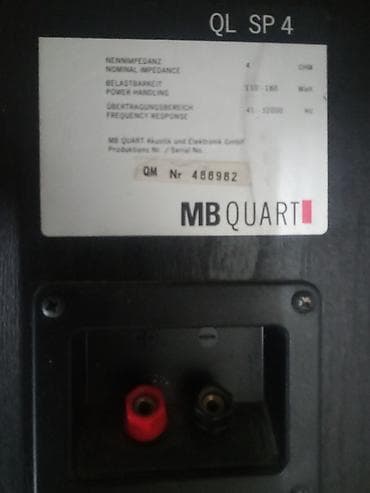 QL SP 4
NENNIMPEDANZ
NOMINAL IMPEDANCE 4 OHM
BELASTBARKEIT
POWER HANDLING Watt
ÜBERTRAGUNGSBEREICH
FREQUENCY RESPONSE Hz
MB QUART Akustik und Elektronik GmbH
Produktions Nr. / Serial No.
QM Nr 488982
MB QUART